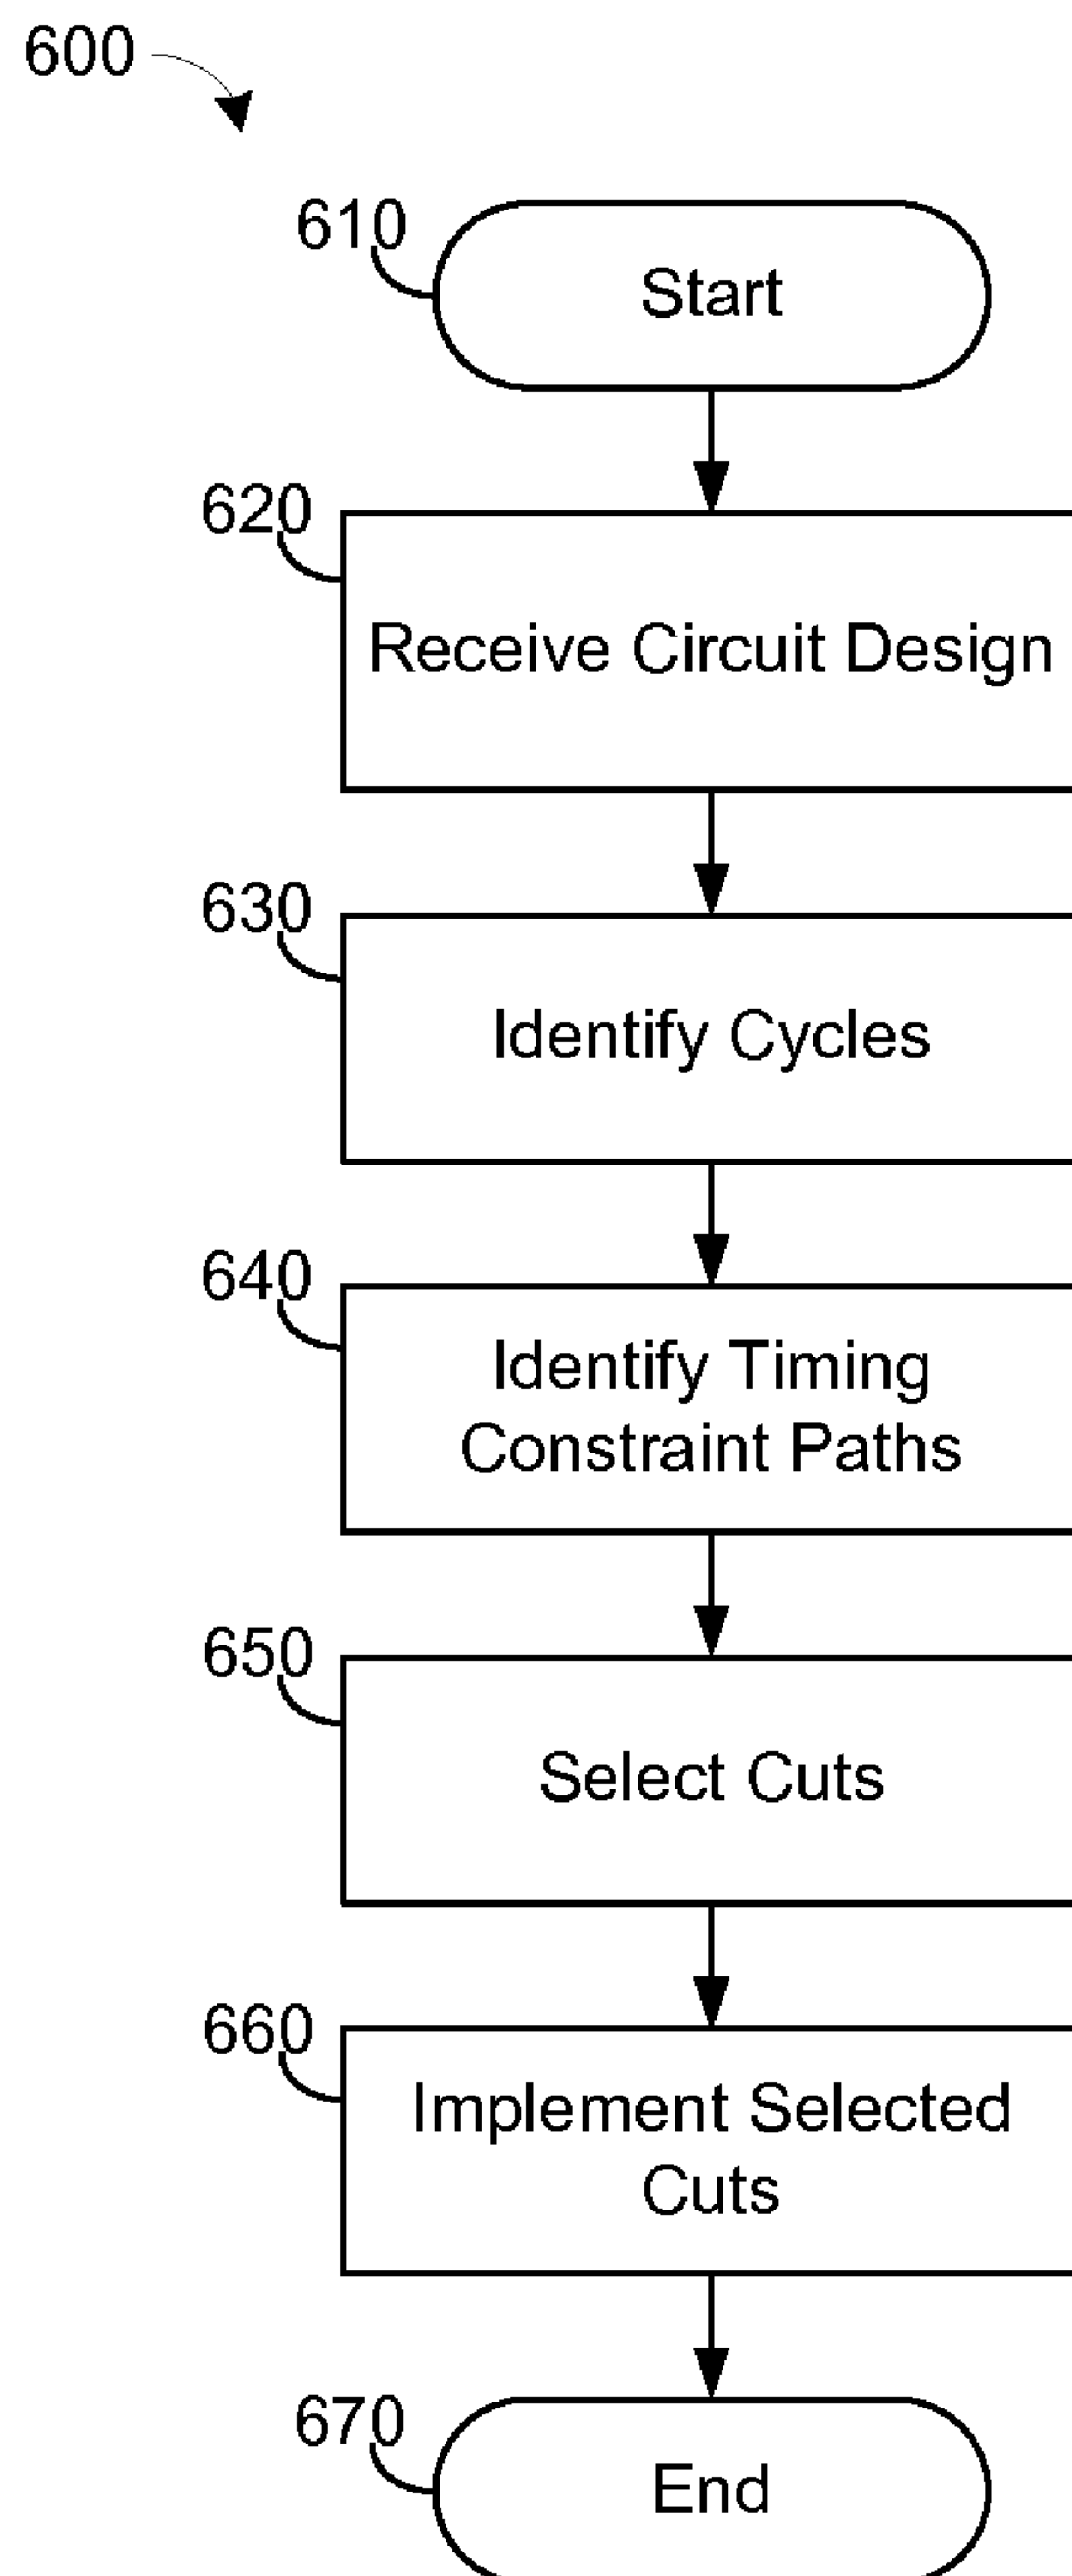 600
610
Start
620
Receive Circuit Design
630
Identify Cycles
640
Identify Timing
Constraint Paths
650
Select Cuts
660
Implement Selected
Cuts
670
End